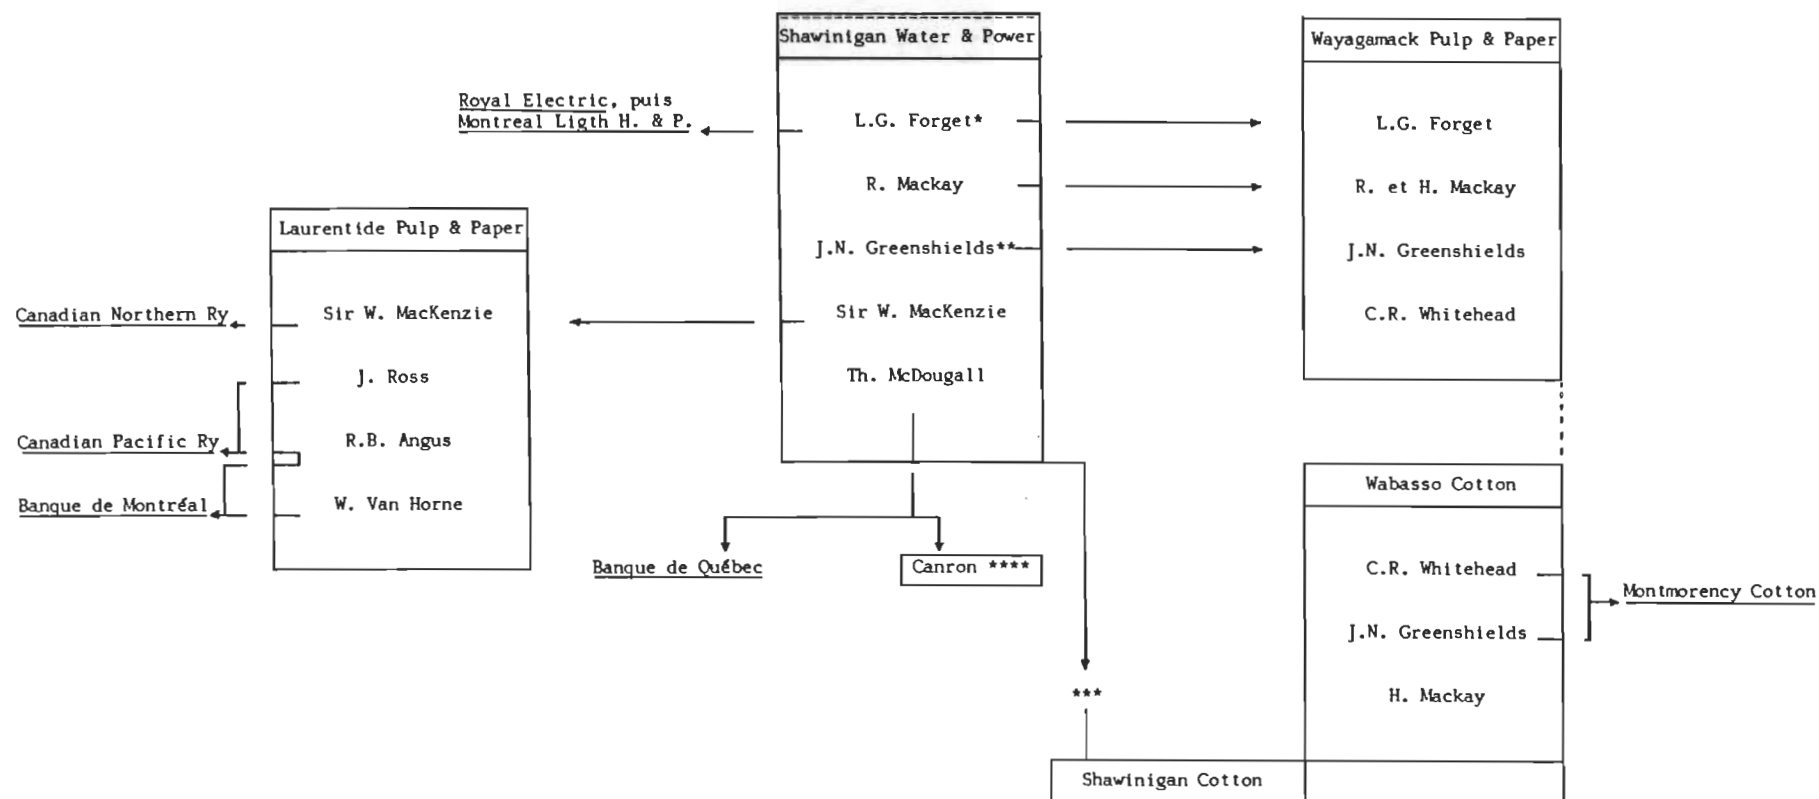 Shawinigan Water & Power
Wayagamack Pulp & Paper
Royal Electric, puis
Montreal Ligth H. & P.
L.G. Forget*
L.G. Forget
R. Mackay
R. et H. Mackay
Laurentide Pulp & Paper
J.N. Greenshields**
J.N. Greenshields
Canadian Northern Ry
Sir W. MacKenzie
Sir W. MacKenzie
C.R. Whitehead
J. Ross
Th. McDougall
Canadian Pacific Ry
R.B. Angus
Banque de Montréal
W. Van Horne
Wabasso Cotton
Banque de Québec
Canron ****
C.R. Whitehead
Montmorency Cotton
J.N. Greenshields
***
H. Mackay
Shawinigan Cotton